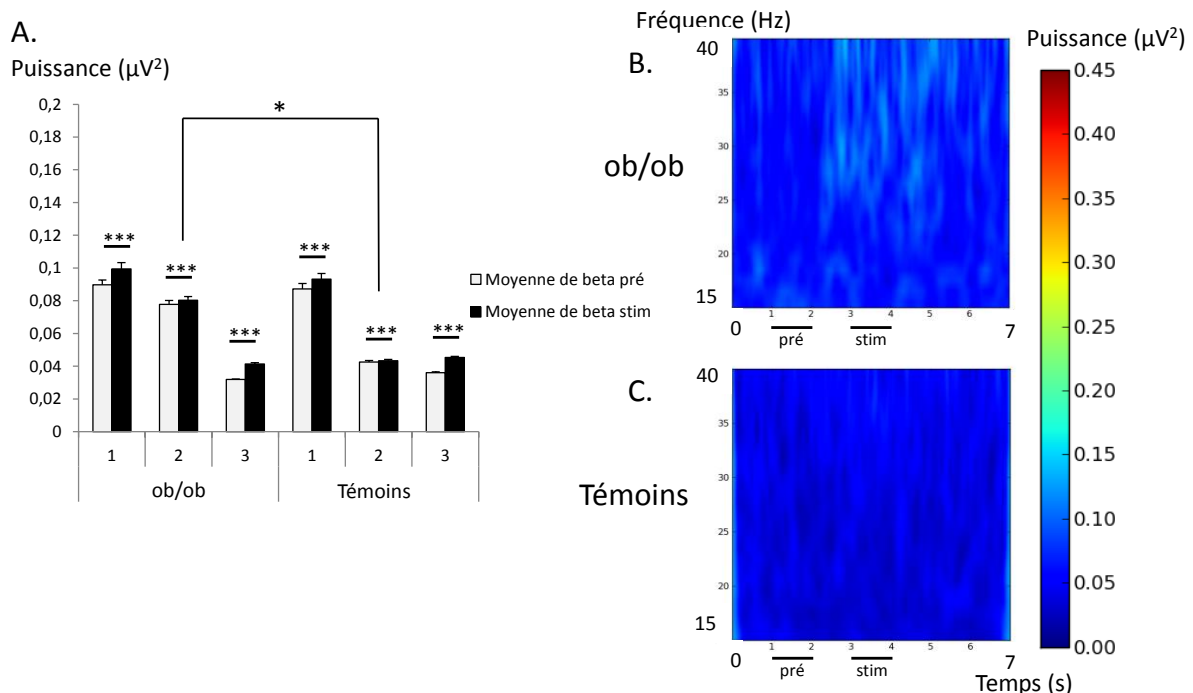 A.
Puissance (µV²)
0,2
0,18
0,16
0,14
0,12
0,1
0,08
0,06
0,04
0,02
0
*
*** *** *** *** *** ***
Moyenne de beta pré
Moyenne de beta stim
1 2 3 1 2 3
ob/ob Témoins
Fréquence (Hz)
B.
ob/ob
40
35
30
25
20
15
0 1 2 3 4 5 6 7
pré stim
C.
Témoins
40
35
30
25
20
15
0 1 2 3 4 5 6 7
pré stim
Temps (s)
Puissance (µV²)
0.45
0.40
0.35
0.30
0.25
0.20
0.15
0.10
0.05
0.00